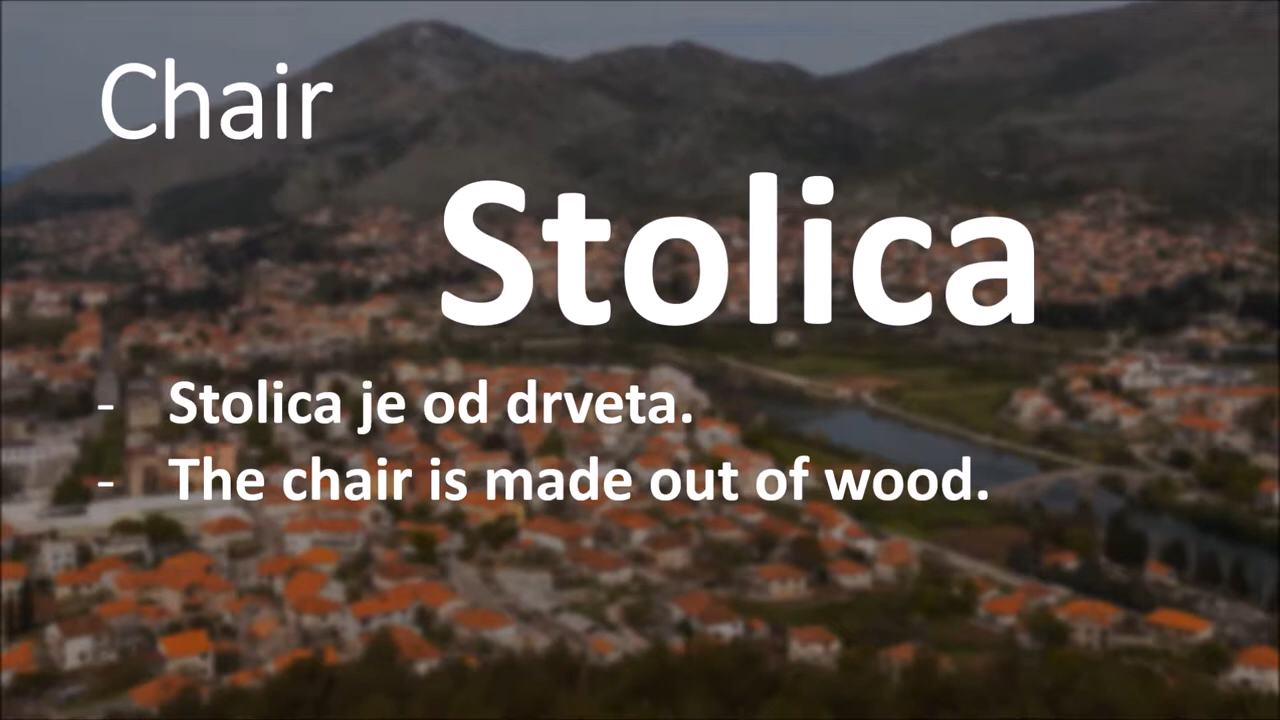 Chair
Stolica
- Stolica je od drveta.
- The chair is made out of wood.